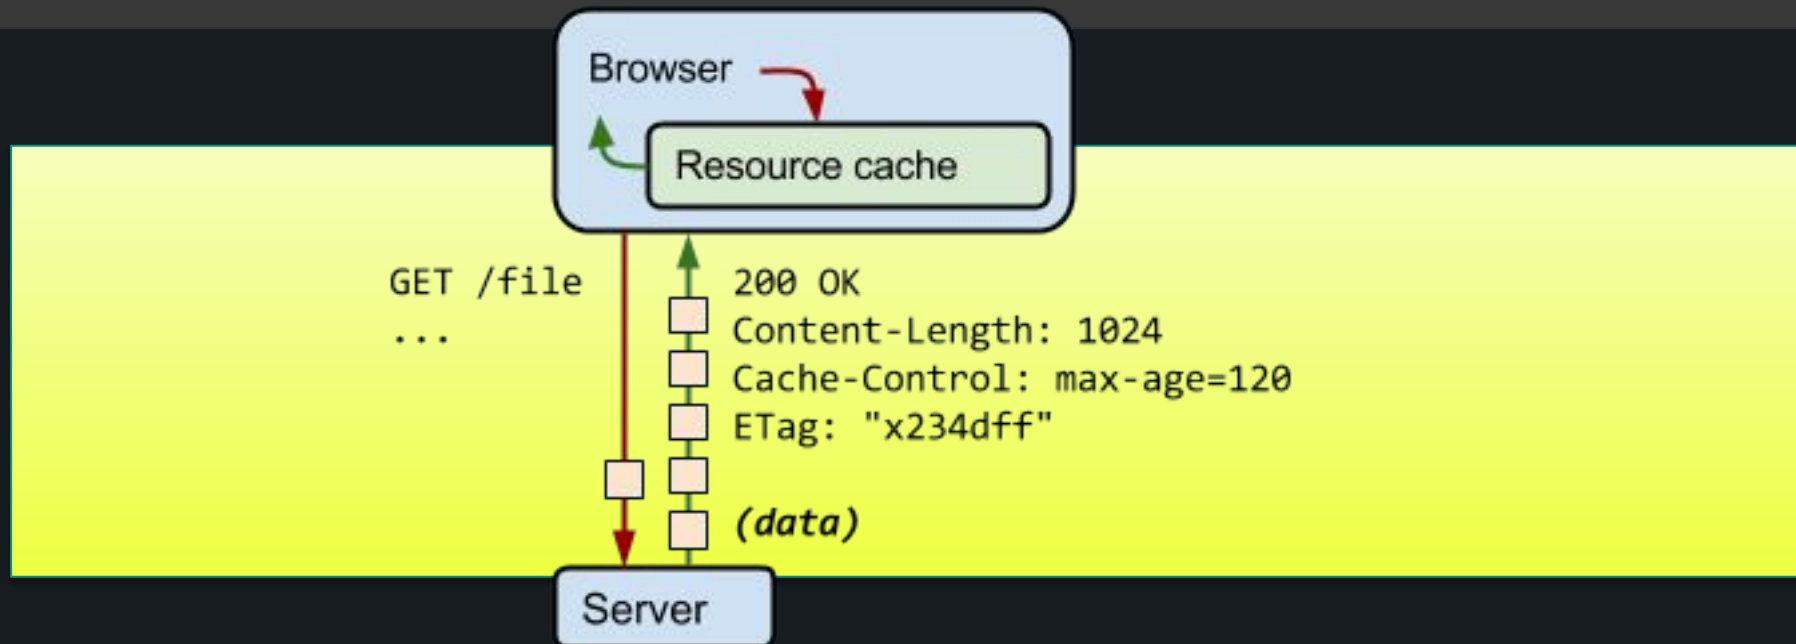 Browser
Resource cache
GET /file
...
200 OK
Content-Length: 1024
Cache-Control: max-age=120
ETag: "x234dff"
(data)
Server